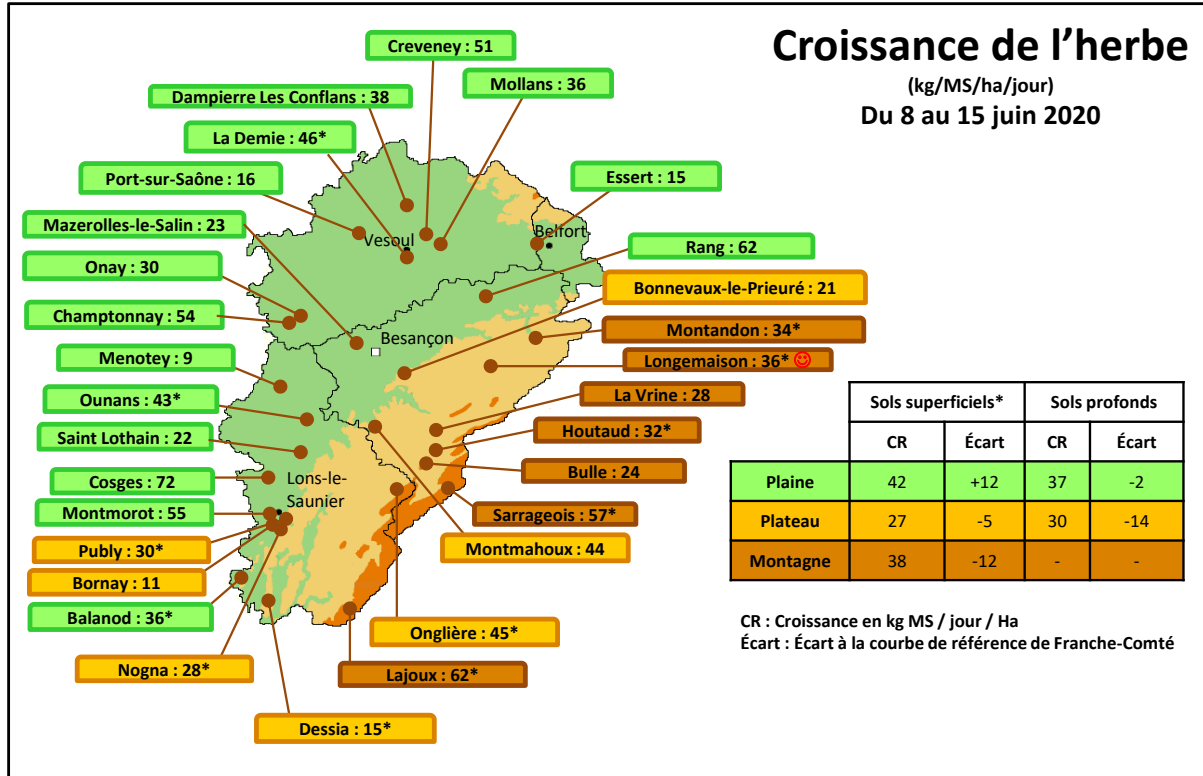 Croissance de l’herbe
(kg/MS/ha/jour)
Du 8 au 15 juin 2020
Creveney : 51
Mollans : 36
Dampierre Les Conflans : 38
La Demie : 46*
Port-sur-Saône : 16
Essert : 15
Mazerolles-le-Salin : 23
Vesoul
Belfort
Rang : 62
Onay : 30
Bonnevaux-le-Prieuré : 21
Champtonnay : 54
Besançon
Montandon : 34*
Menotey : 9
Longemaison : 36*
Ounans : 43*
La Vrine : 28
Saint Lothain : 22
Houtaud : 32*
Cosges : 72
Lons-le-
Saunier
Bulle : 24
Montmorot : 55
Sarrageois : 57*
Publy : 30*
Montmahoux : 44
Bornay : 11
Balanod : 36*
Onglière : 45*
Nogna : 28*
Lajoux : 62*
Dessia : 15*
Sols superficiels* Sols profonds
CR Écart CR Écart
Plaine 42 +12 37 -2
Plateau 27 -5 30 -14
Montagne 38 -12 - -
CR : Croissance en kg MS / jour / Ha
Écart : Écart à la courbe de référence de Franche-Comté